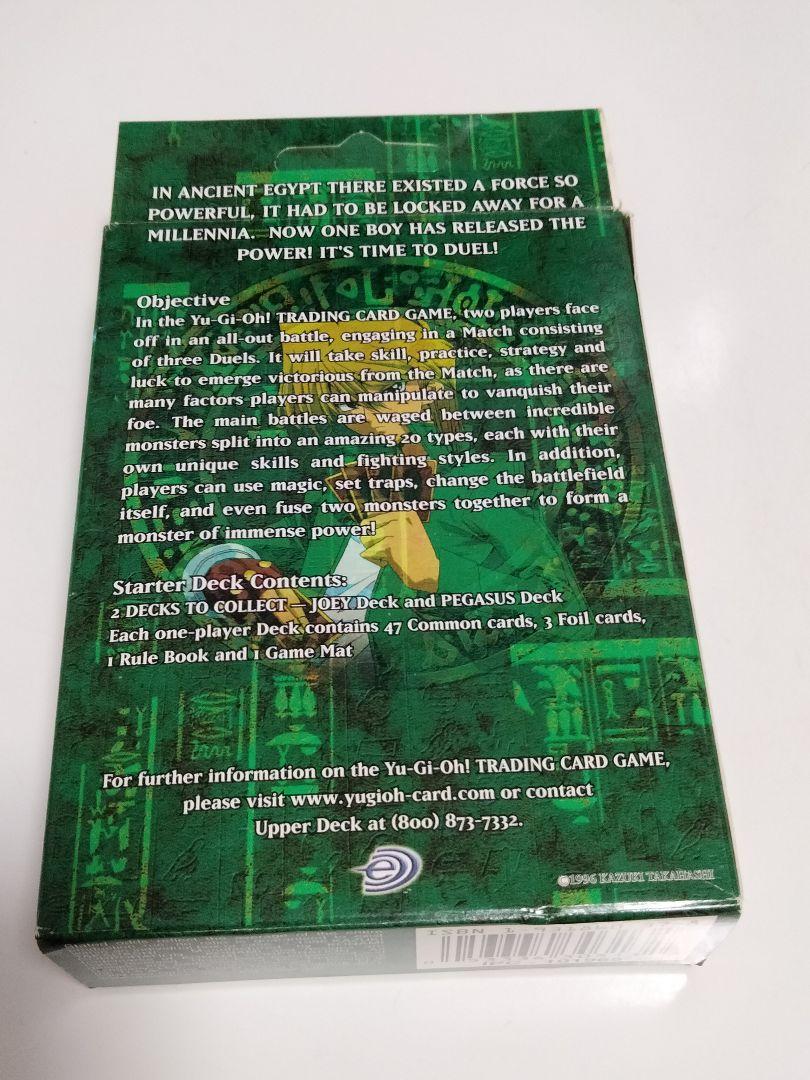 IN ANCIENT EGYPT THERE EXISTED A FORCE SO
POWERFUL, IT HAD TO BE LOCKED AWAY FOR A
MILLENNIA. NOW ONE BOY HAS RELEASED THE
POWER! IT'S TIME TO DUEL!
Objective
In the Yu-Gi-Oh! TRADING CARD GAME, two players face
off in an all-out battle, engaging in a Match consisting
of three Duels. It will take skill, practice, strategy and
luck to emerge victorious from the Match, as there are
many factors players can manipulate to vanquish their
foe. The main battles are waged between incredible
monsters split into an amazing 20 types, each with their
own unique skills and fighting styles. In addition,
players can use magic, set traps, change the battlefield
itself, and even fuse two monsters together to form a
monster of immense power!
Starter Deck Contents:
2 DECKS TO COLLECT — JOEY Deck and PEGASUS Deck
Each one-player Deck contains 47 Common cards, 3 Foil cards,
1 Rule Book and 1 Game Mat
For further information on the Yu-Gi-Oh! TRADING CARD GAME,
please visit www.yugioh-card.com or contact
Upper Deck at (800) 873-7332.
©1996 KAZUKI TAKAHASHI
ISBN